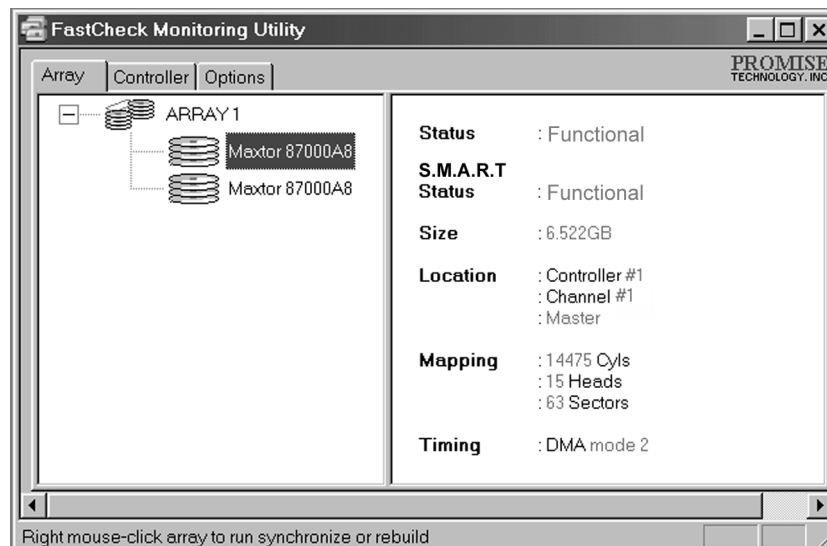 FastCheck Monitoring Utility
PROMISE
TECHNOLOGY, INC
Array
Controller
Options
ARRAY 1
Maxtor 87000A8
Maxtor 87000A8
Status : Functional
S.M.A.R.T
Status : Functional
Size : 6.522GB
Location : Controller #1
: Channel #1
: Master
Mapping : 14475 Cyls
: 15 Heads
: 63 Sectors
Timing : DMA mode 2
Right mouse-click array to run synchronize or rebuild